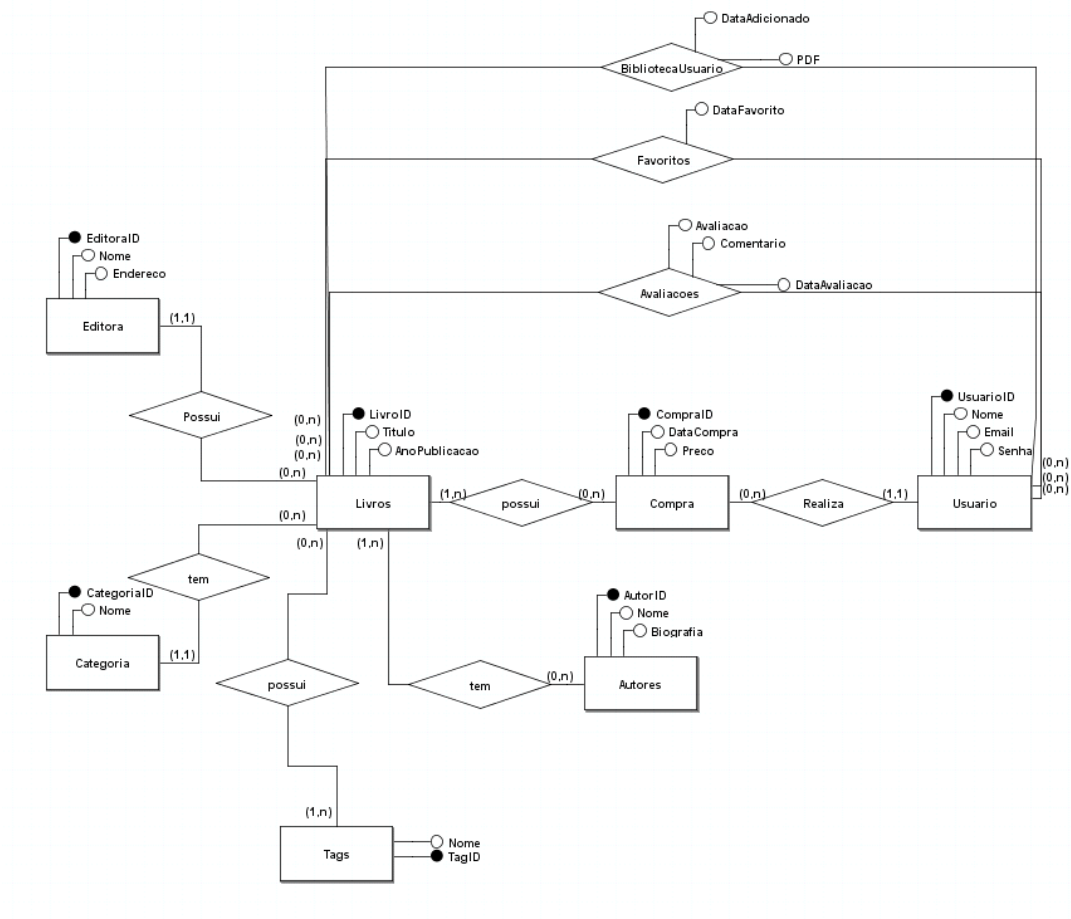 DataAdicionado
BibliotecaUsuario
PDF
DataFavorito
Favoritos
Avaliacao
Comentario
Avaliacoes
DataAvaliacao
EditoraID
Nome
Endereco
Editora
(1,1)
Possui
(0,n)
(0,n)
(0,n)
(0,n)
LivroID
Titulo
AnoPublicacao
Livros
(1,n)
possui
(0,n)
CompraID
DataCompra
Preco
Compra
(0,n)
Realiza
(1,1)
UsuarioID
Nome
Email
Senha
Usuario
(0,n)
(0,n)
(0,n)
(0,n)
tem
(1,1)
CategoriaID
Nome
Categoria
(0,n)
possui
(1,n)
Tags
Nome
TagID
(1,n)
tem
(0,n)
AutorID
Nome
Biografia
Autores